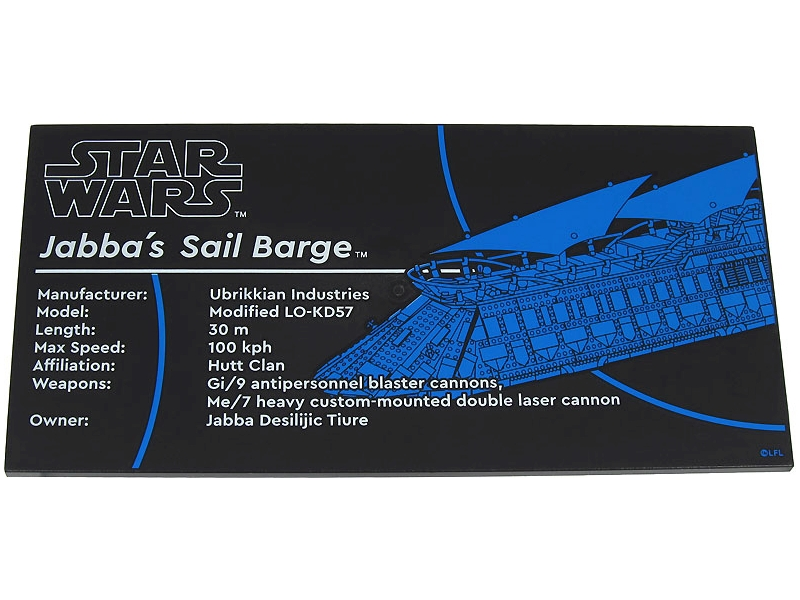 STAR
WARS™
Jabba's Sail Barge™
Manufacturer: Ubrikkian Industries
Model: Modified LO-KD57
Length: 30 m
Max Speed: 100 kph
Affiliation: Hutt Clan
Weapons: Gi/9 antipersonnel blaster cannons,
Me/7 heavy custom-mounted double laser cannon
Owner: Jabba Desilijic Tiure
©LFL